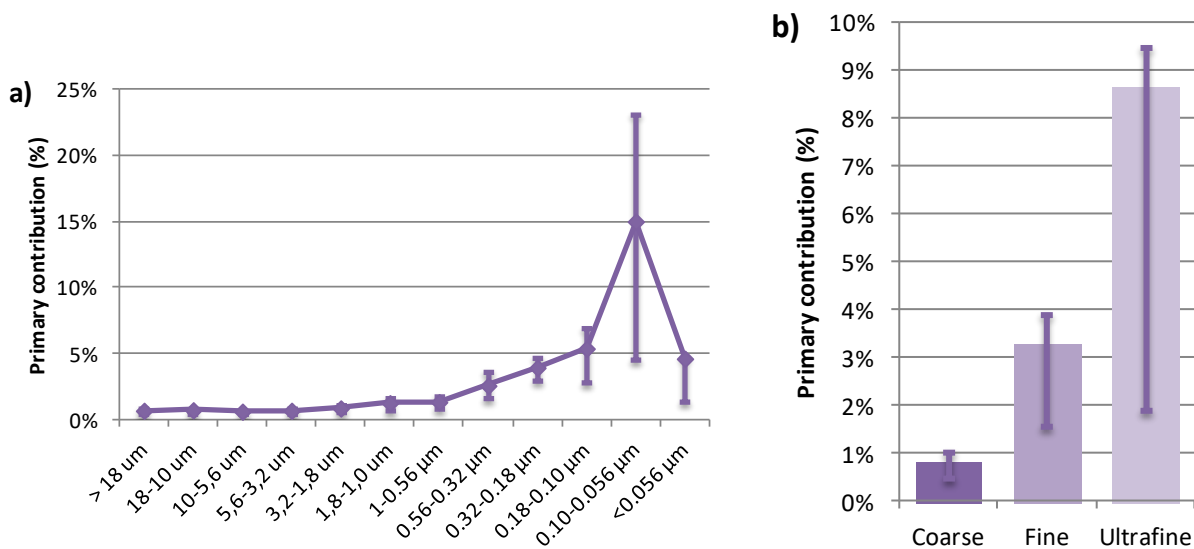 a)
Primary contribution (%)
25%
20%
15%
10%
5%
0%
> 18 um
18-10 um
10-5,6 um
5,6-3,2 um
3,2-1,8 um
1,8-1,0 um
1-0.56 μm
0.56-0.32 μm
0.32-0.18 μm
0.18-0.10 μm
0.10-0.056 μm
<0.056 μm
b)
Primary contribution (%)
10%
9%
8%
7%
6%
5%
4%
3%
2%
1%
0%
Coarse Fine Ultrafine